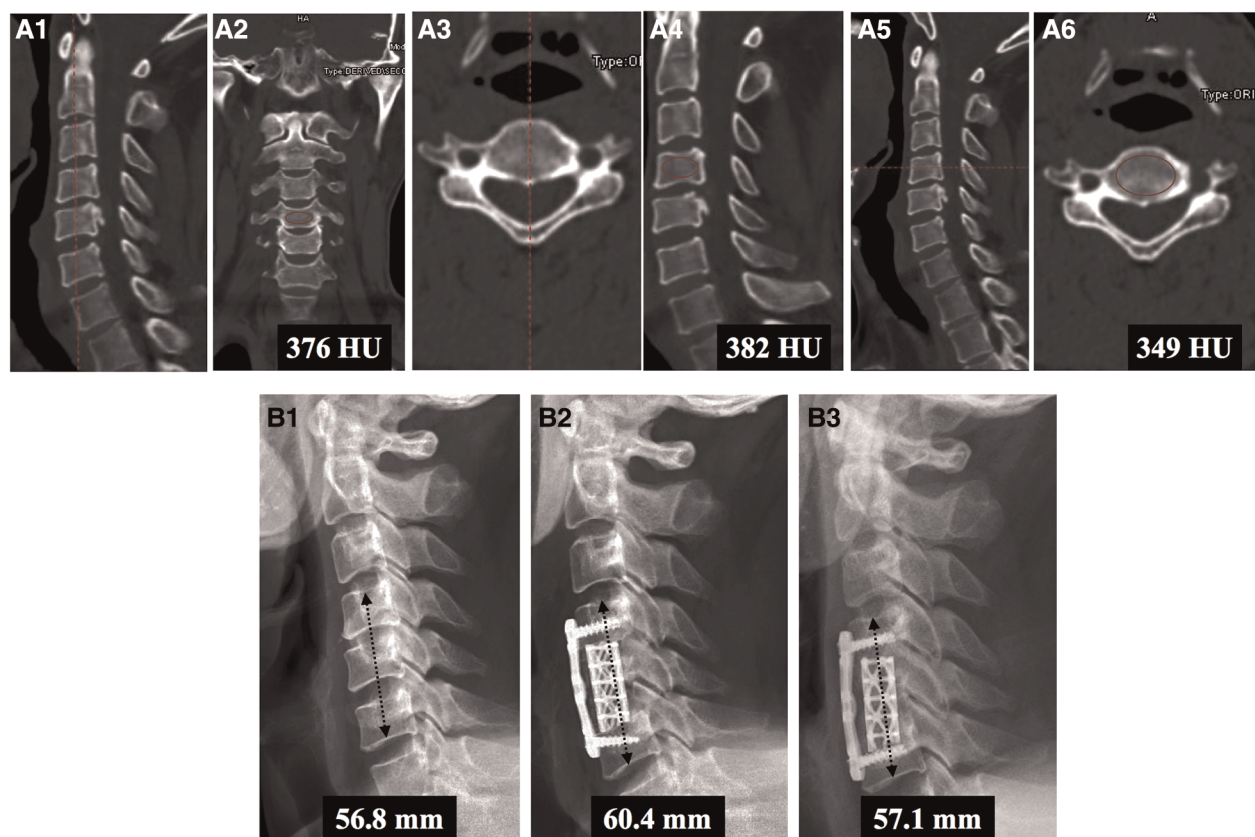 A1
A2
HA
Mod
Type:DERIVED\SECO
376 HU
A3
Type:ORI
A4
382 HU
A5
A6
A
Type:ORI
349 HU
B1
56.8 mm
B2
60.4 mm
B3
57.1 mm